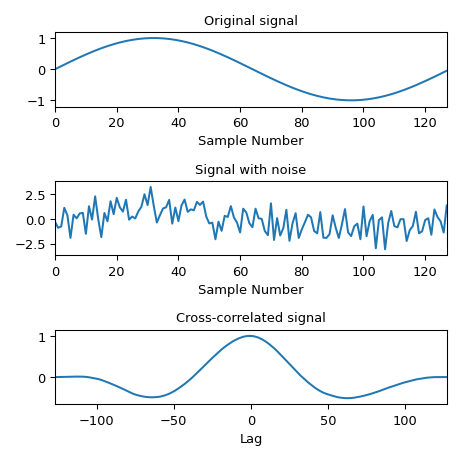 Original signal
1
0
−1
0 20 40 60 80 100 120
Sample Number
Signal with noise
2.5
0.0
−2.5
0 20 40 60 80 100 120
Sample Number
Cross-correlated signal
1
0
−100 −50 0 50 100
Lag